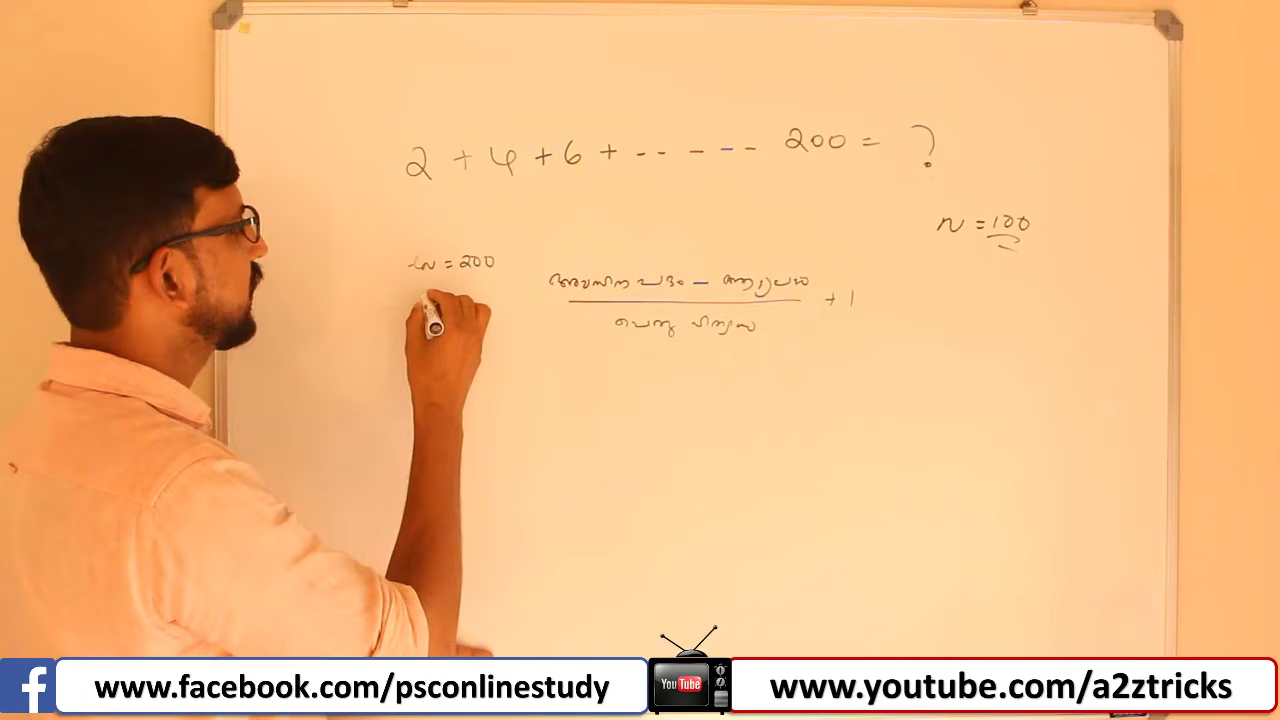 2 + 4 + 6 + - - - - - 200 = ?
n = 100
= 200
അവസാന പദം - ആദ്യപദം + 1
പൊതു വിത്യാസം
www.facebook.com/psconlinestudy
YouTube
www.youtube.com/a2ztricks